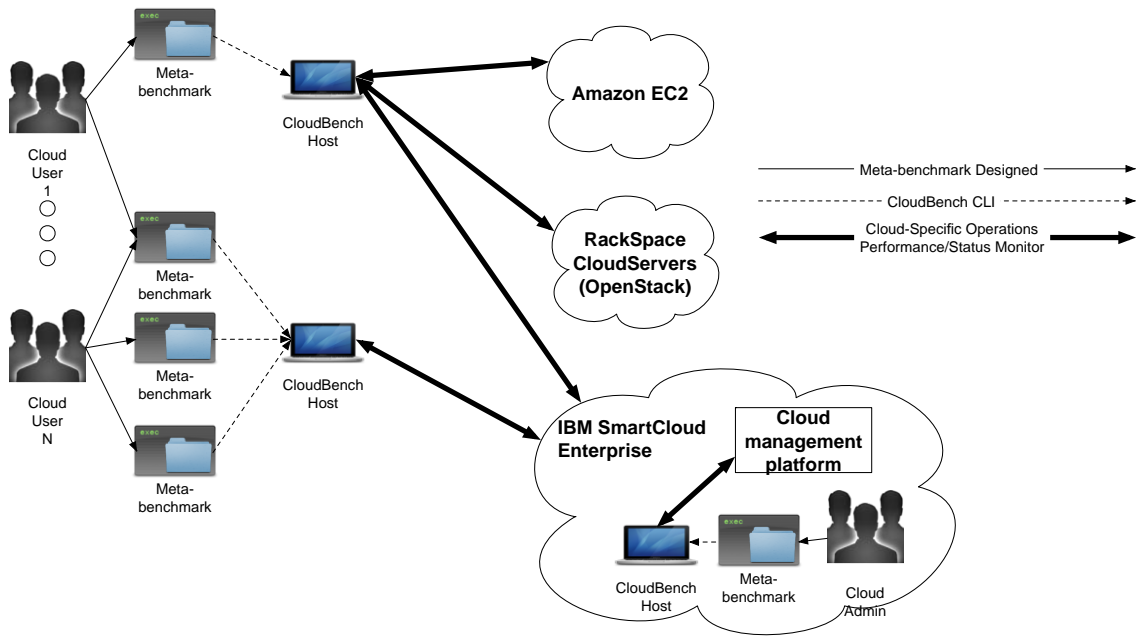 exec
Meta-
benchmark
Cloud
User
1
CloudBench
Host
Amazon EC2
Meta-benchmark Designed
CloudBench CLI
Cloud-Specific Operations
Performance/Status Monitor
exec
Meta-
benchmark
RackSpace
CloudServers
(OpenStack)
exec
Meta-
benchmark
Cloud
User
N
CloudBench
Host
exec
Meta-
benchmark
IBM SmartCloud
Enterprise
Cloud
management
platform
CloudBench
Host
exec
Meta-
benchmark
Cloud
Admin